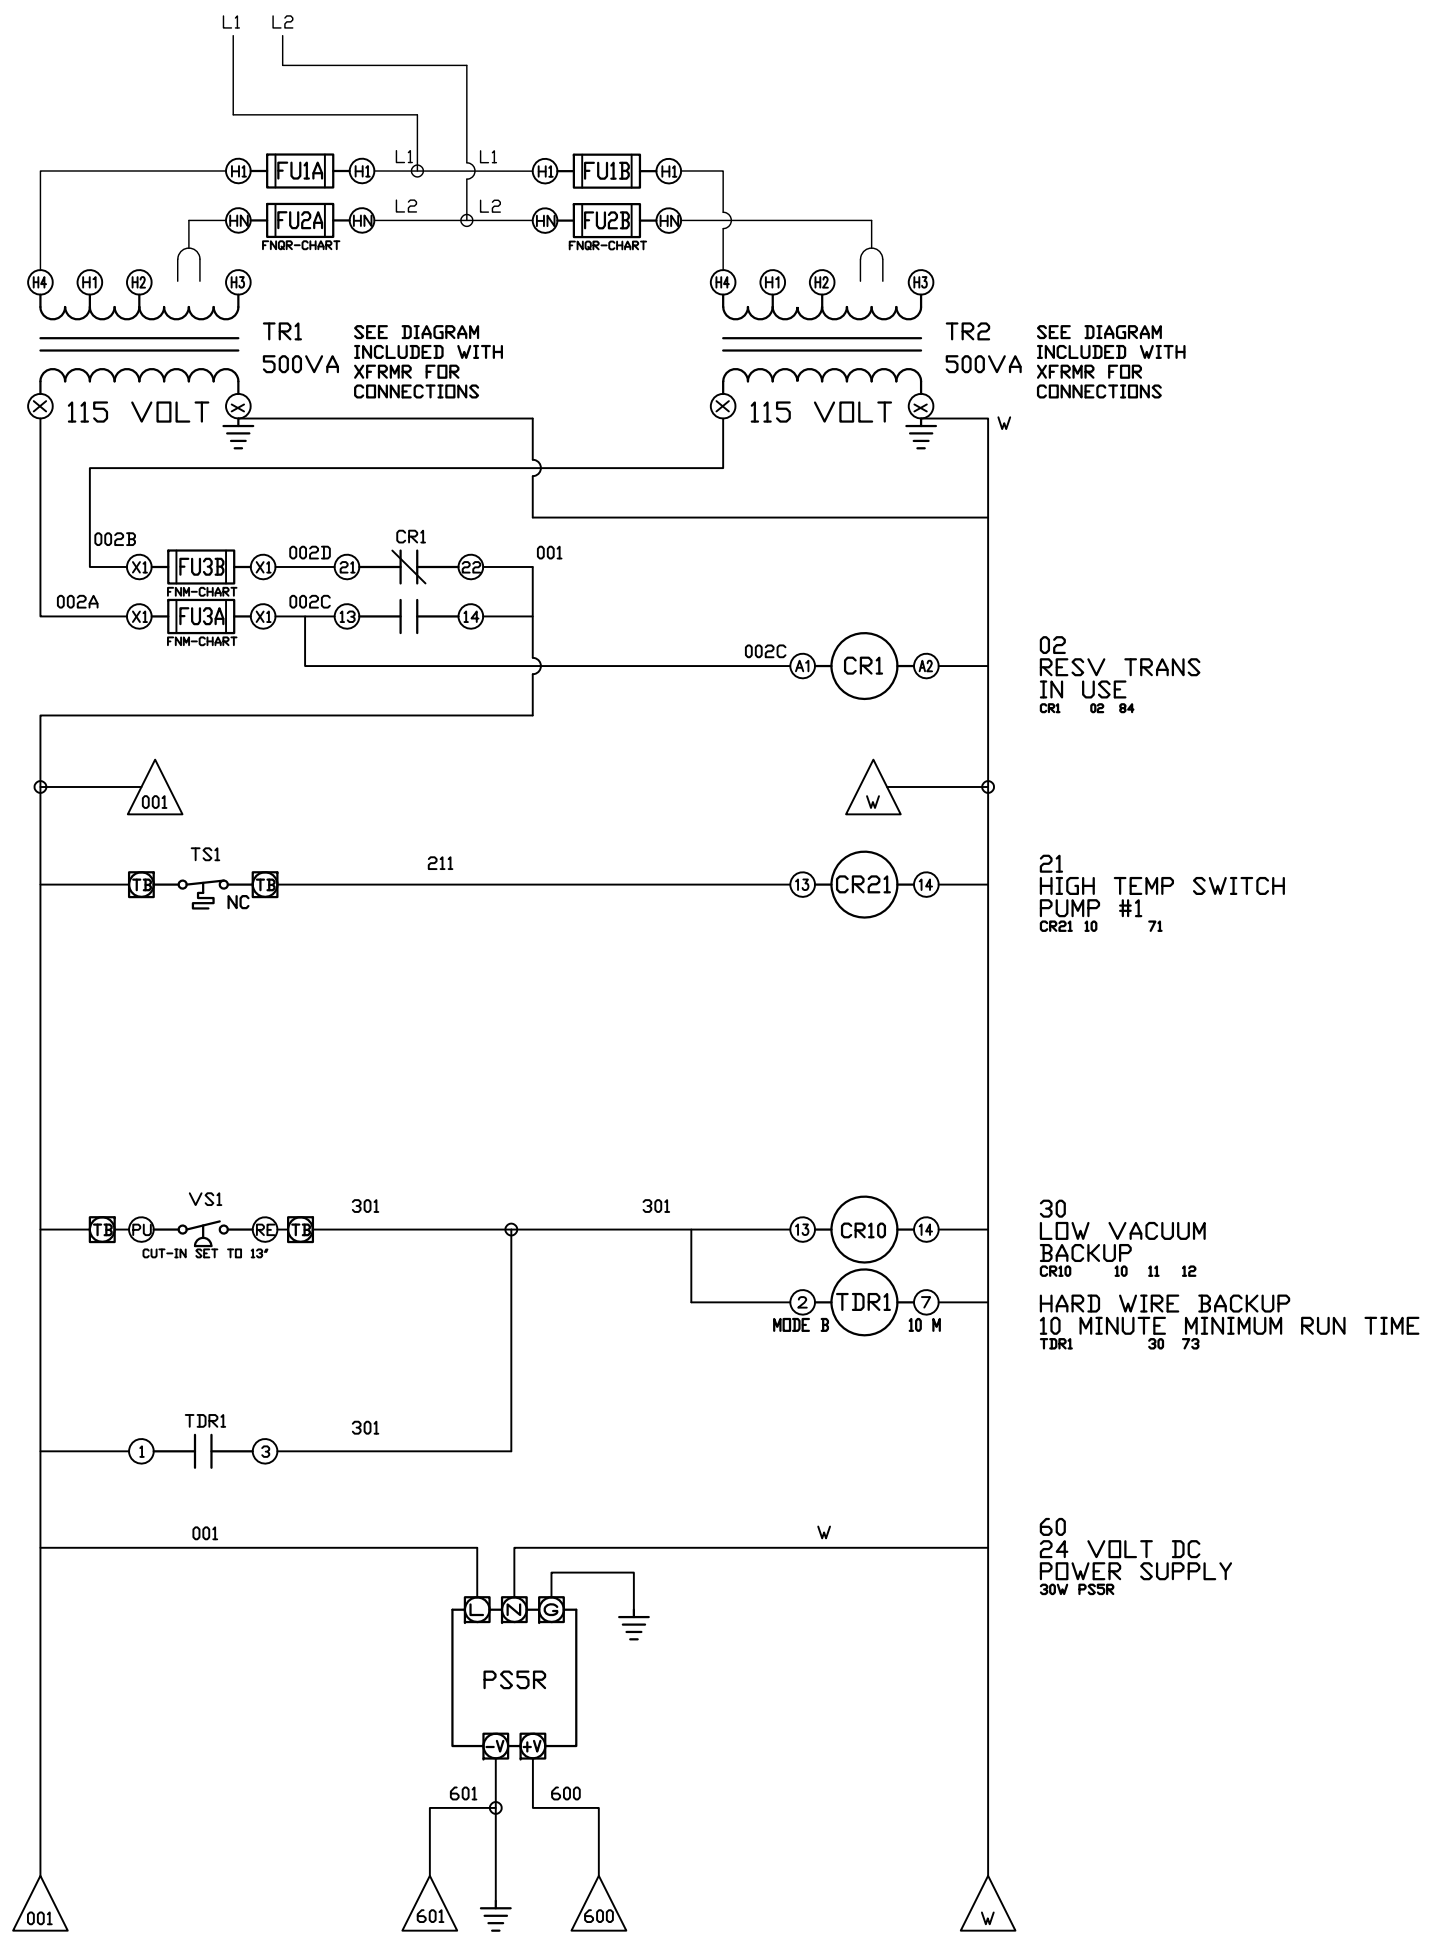 L1 L2
H1 FU1A H1 L1 L1 H1 FU1B H1
HN FU2A HN L2 L2 HN FU2B HN
FNQR-CHART FNQR-CHART
H4 H1 H2 H3 H4 H1 H2 H3
TR1
500VA
SEE DIAGRAM
INCLUDED WITH
XFRMR FOR
CONNECTIONS
TR2
500VA
SEE DIAGRAM
INCLUDED WITH
XFRMR FOR
CONNECTIONS
X 115 VOLT X X 115 VOLT X
W
002B X1 FU3B X1 002D 21 CR1 22 001
FNM-CHART
002A X1 FU3A X1 002C 13 14
FNM-CHART
002C A1 CR1 A2
02
RESV TRANS
IN USE
CR1 02 84
001 W
TS1
TB TB 211 13 CR21 14
NC
21
HIGH TEMP SWITCH
PUMP #1
CR21 10 71
VS1
TB PU RE TB 301 301 13 CR10 14
CUT-IN SET TO 13"
30
LOW VACUUM
BACKUP
CR10 10 11 12
2 TDR1 7
MODE B 10 M
HARD WIRE BACKUP
10 MINUTE MINIMUM RUN TIME
TDR1 30 73
TDR1
1 3 301
001 W
60
24 VOLT DC
POWER SUPPLY
30W PS5R
L N G
PS5R
-V +V
601 600
001 601 600 W